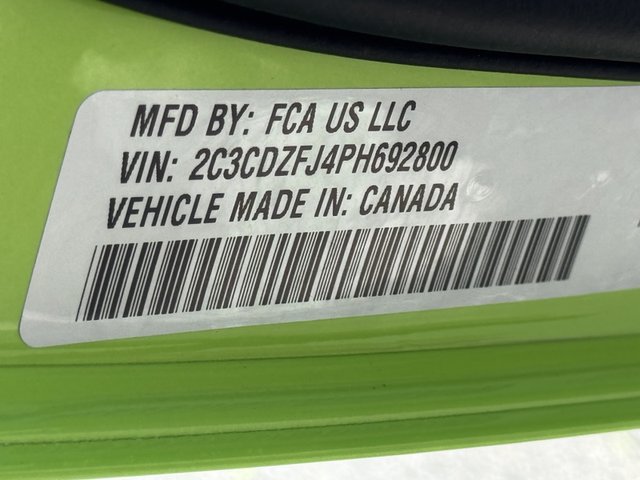 MFD BY: FCA US LLC
VIN: 2C3CDZFJ4PH692800
VEHICLE MADE IN: CANADA